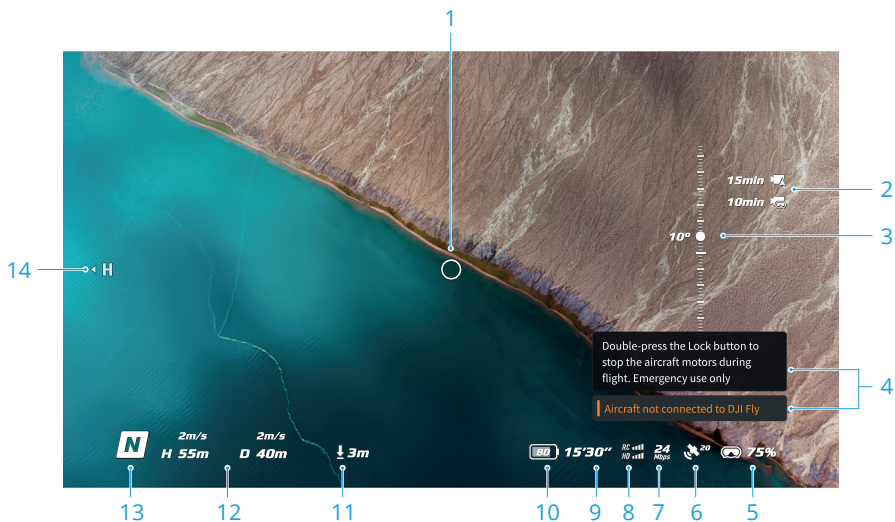 1
15min
2
10min
10°
3
14
H
Double-press the Lock button to
stop the aircraft motors during
flight. Emergency use only
4
Aircraft not connected to DJI Fly
N
2m/s
H 55m
2m/s
D 40m
3m
80
15'30"
RC
HD
24
Mbps
20
75%
13
12
11
10
9
8
7
6
5